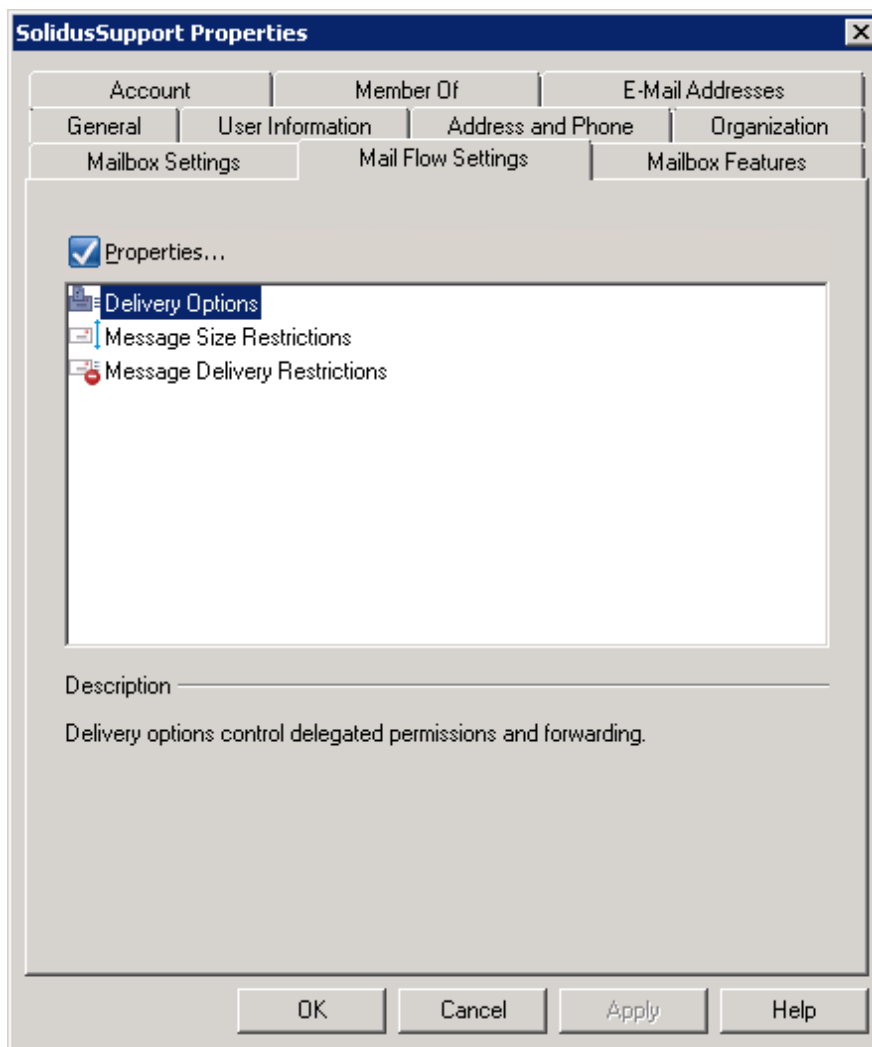 SolidusSupport Properties
Account Member Of E-Mail Addresses
General User Information Address and Phone Organization
Mailbox Settings Mail Flow Settings Mailbox Features
Properties...
Delivery Options
Message Size Restrictions
Message Delivery Restrictions
Description
Delivery options control delegated permissions and forwarding.
OK Cancel Apply Help